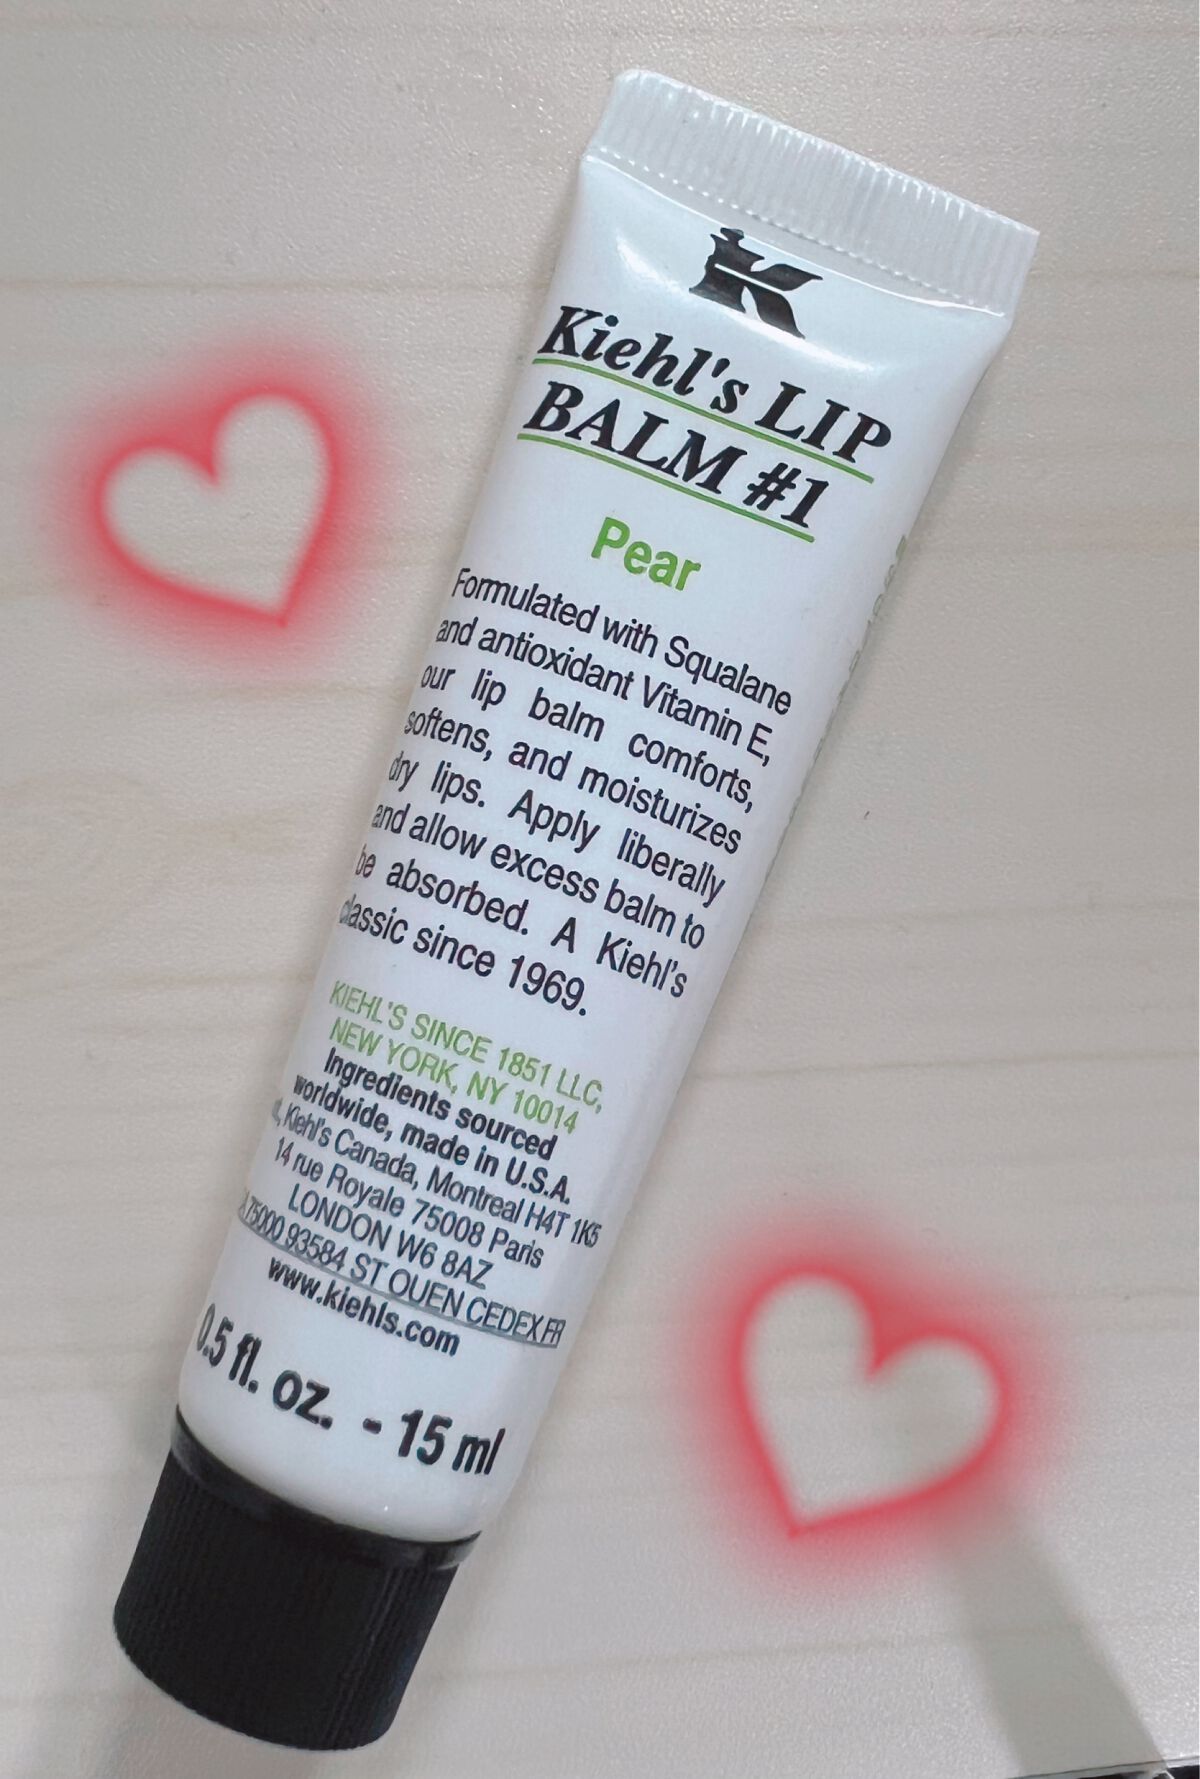 Kiehl's LIP
BALM #1
Pear
Formulated with Squalane
and antioxidant Vitamin E,
our lip balm comforts,
softens, and moisturizes
dry lips. Apply liberally
and allow excess balm to
be absorbed. A Kiehl's
classic since 1969.
KIEHL'S SINCE 1851 LLC,
NEW YORK, NY 10014
Ingredients sourced
worldwide, made in U.S.A.
Kiehl's Canada, Montreal H4T 1K5
14 rue Royale 75008 Paris
LONDON W6 8AZ
75000 93584 ST OUEN CEDEX FR
www.kiehls.com
0.5 fl. oz. - 15 ml